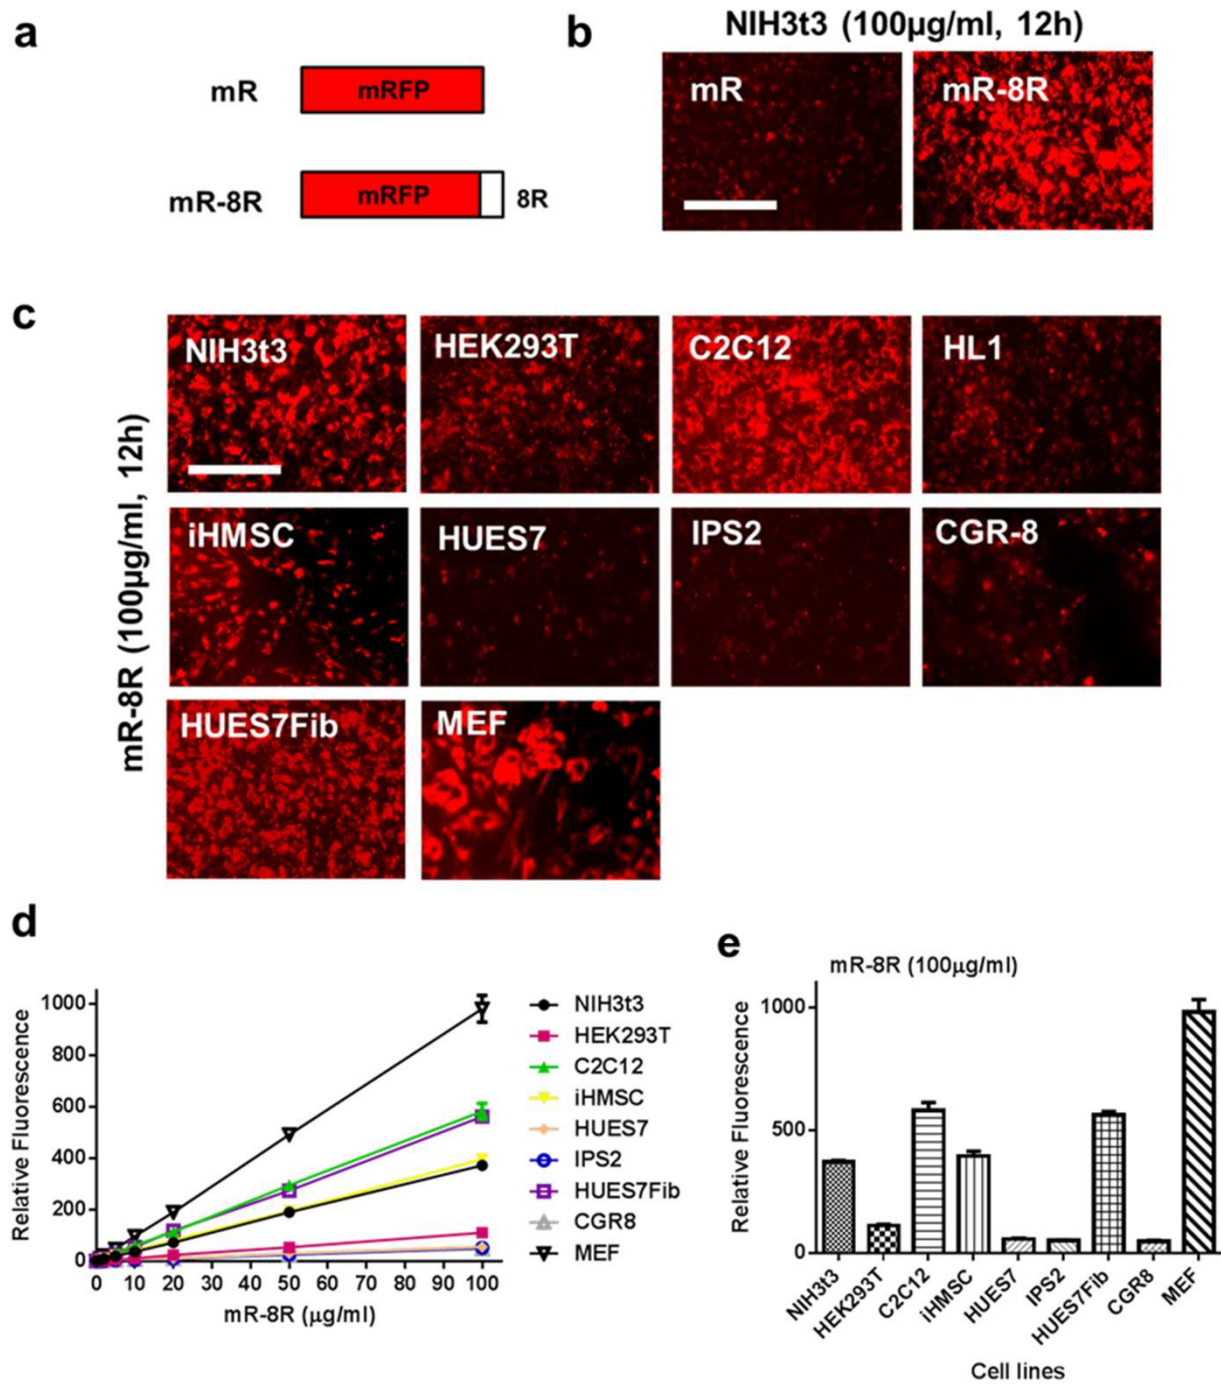 a
mR
mRFP
mR-8R
mRFP
8R
b
NIH3t3 (100µg/ml, 12h)
mR
mR-8R
c
mR-8R (100µg/ml, 12h)
NIH3t3
HEK293T
C2C12
HL1
iHMSC
HUES7
IPS2
CGR-8
HUES7Fib
MEF
d
Relative Fluorescence
1000
800
600
400
200
0
0 10 20 30 40 50 60 70 80 90 100
mR-8R (µg/ml)
NIH3t3
HEK293T
C2C12
iHMSC
HUES7
IPS2
HUES7Fib
CGR8
MEF
e
mR-8R (100µg/ml)
Relative Fluorescence
1000
500
0
NIH3t3
HEK293T
C2C12
iHMSC
HUES7
IPS2
HUES7Fib
CGR8
MEF
Cell lines